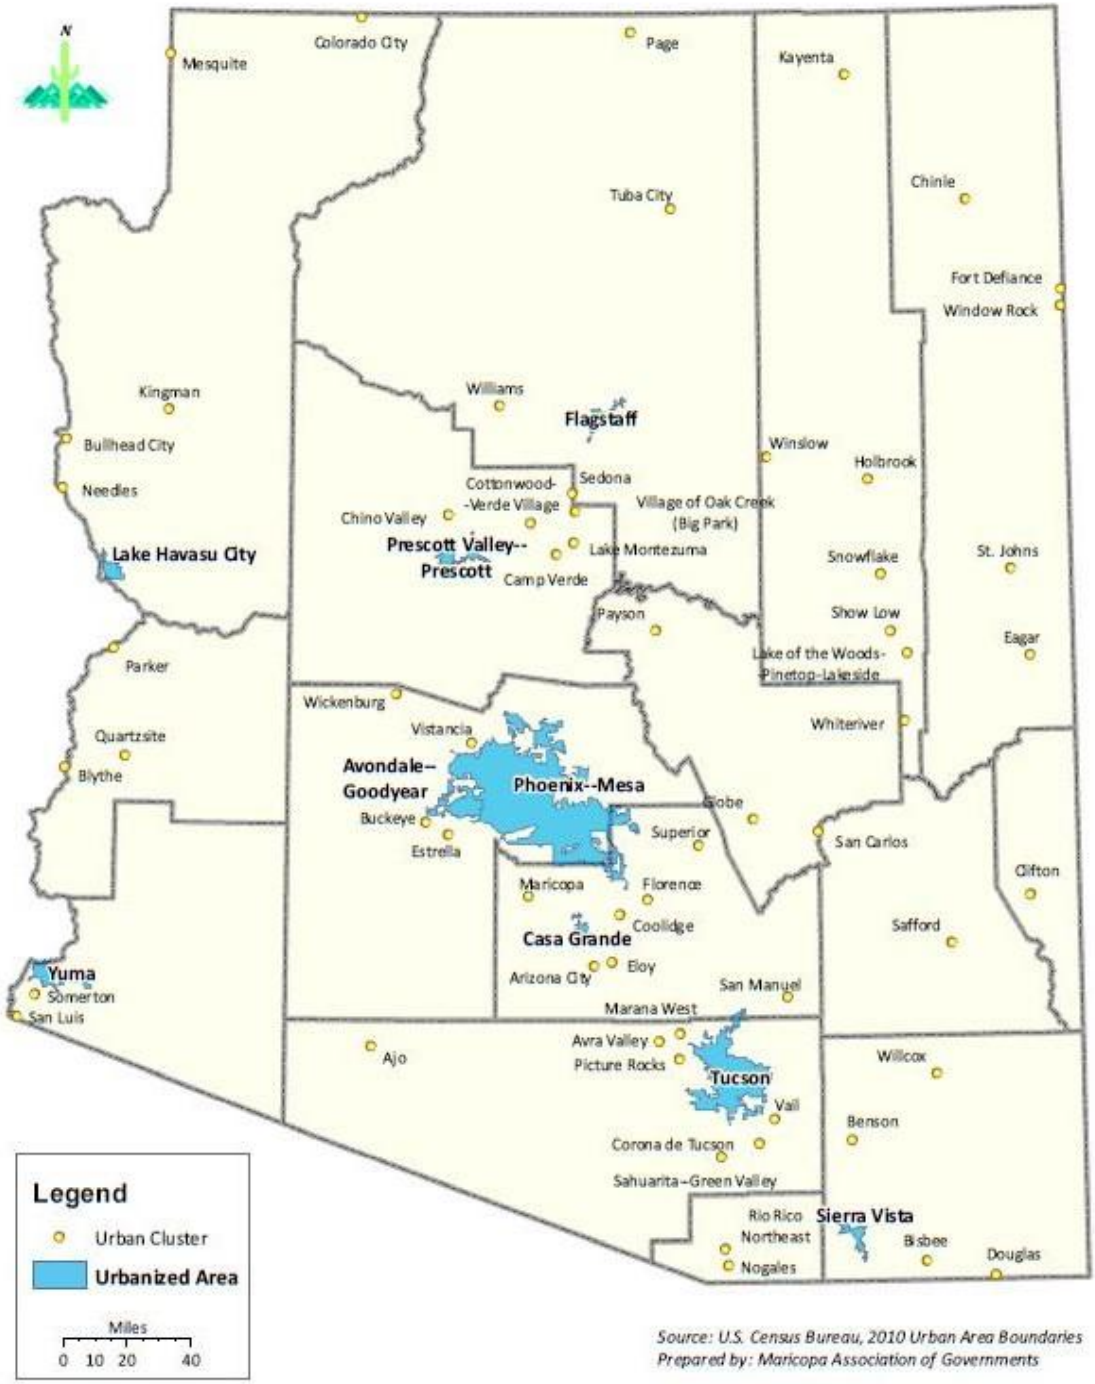 N
Colorado City
Page
Mesquite
Kayenta
Chinle
Tuba City
Fort Defiance
Window Rock
Kingman
Williams
Flagstaff
Bullhead City
Winslow
Holbrook
Needles
Cottonwood-
-Verde Village
Sedona
Village of Oak Creek
(Big Park)
Chino Valley
Prescott Valley--
Prescott
Lake Montezuma
Camp Verde
Lake Havasu City
Snowflake
St. Johns
Payson
Show Low
Eagar
Lake of the Woods-
-Pinetop-Lakeside
Parker
Wickenburg
Whiteriver
Quartzsite
Vistancia
Blythe
Avondale--
Goodyear
Phoenix--Mesa
Buckeye
Globe
Superior
San Carlos
Estrella
Clifton
Maricopa
Florence
Coolidge
Safford
Casa Grande
Arizona City
Eloy
Yuma
Somerton
San Luis
San Manuel
Marana West
Avra Valley
Picture Rocks
Ajo
Willcox
Tucson
Vail
Benson
Corona de Tucson
Sahuarita--Green Valley
Rio Rico
Northeast
Nogales
Sierra Vista
Bisbee
Douglas
Legend
Urban Cluster
Urbanized Area
Miles
0 10 20 40
Source: U.S. Census Bureau, 2010 Urban Area Boundaries
Prepared by: Maricopa Association of Governments